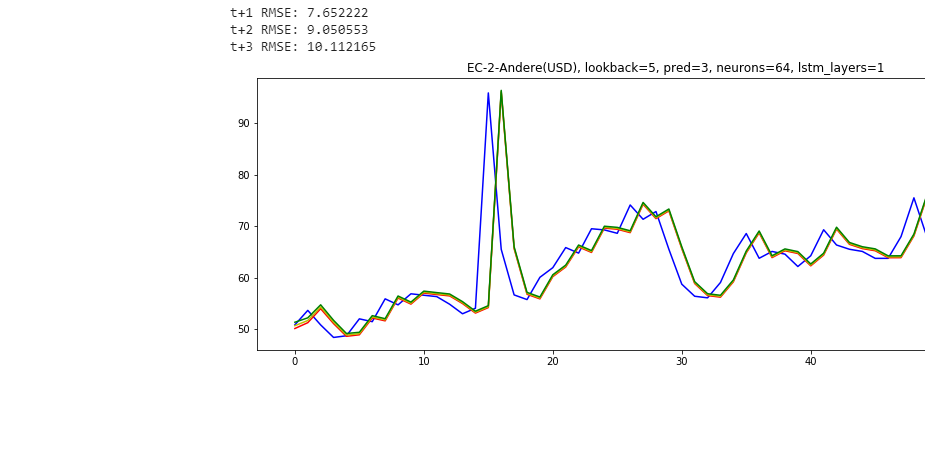 t+1 RMSE: 7.652222
t+2 RMSE: 9.050553
t+3 RMSE: 10.112165
EC-2-Andere(USD), lookback=5, pred=3, neurons=64, lstm_layers=1
90
80
70
60
50
0 10 20 30 40